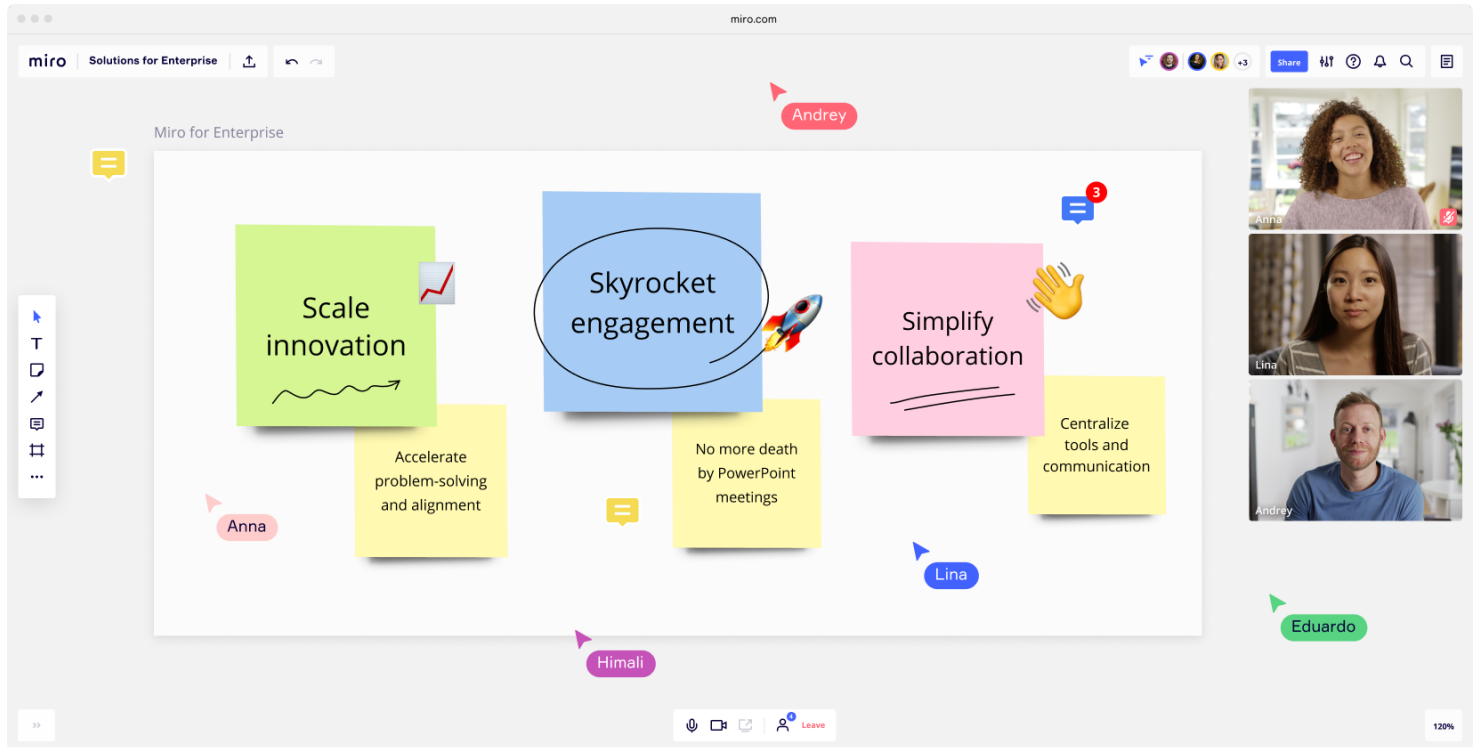 miro.com
miro
Solutions for Enterprise
+3
Share
Andrey
Miro for Enterprise
3
Anna
Scale
innovation
Skyrocket
engagement
Simplify
collaboration
Lina
Accelerate
problem-solving
and alignment
No more death
by PowerPoint
meetings
Centralize
tools and
communication
Andrey
Anna
Lina
Eduardo
Himali
4
Leave
120%
T